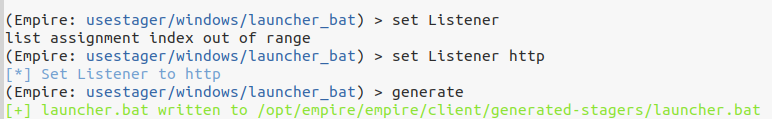 (Empire: usestager/windows/launcher_bat) > set Listener
list assignment index out of range
(Empire: usestager/windows/launcher_bat) > set Listener http
[*] Set Listener to http
(Empire: usestager/windows/launcher_bat) > generate
[+] launcher.bat written to /opt/empire/empire/client/generated-stagers/launcher.bat